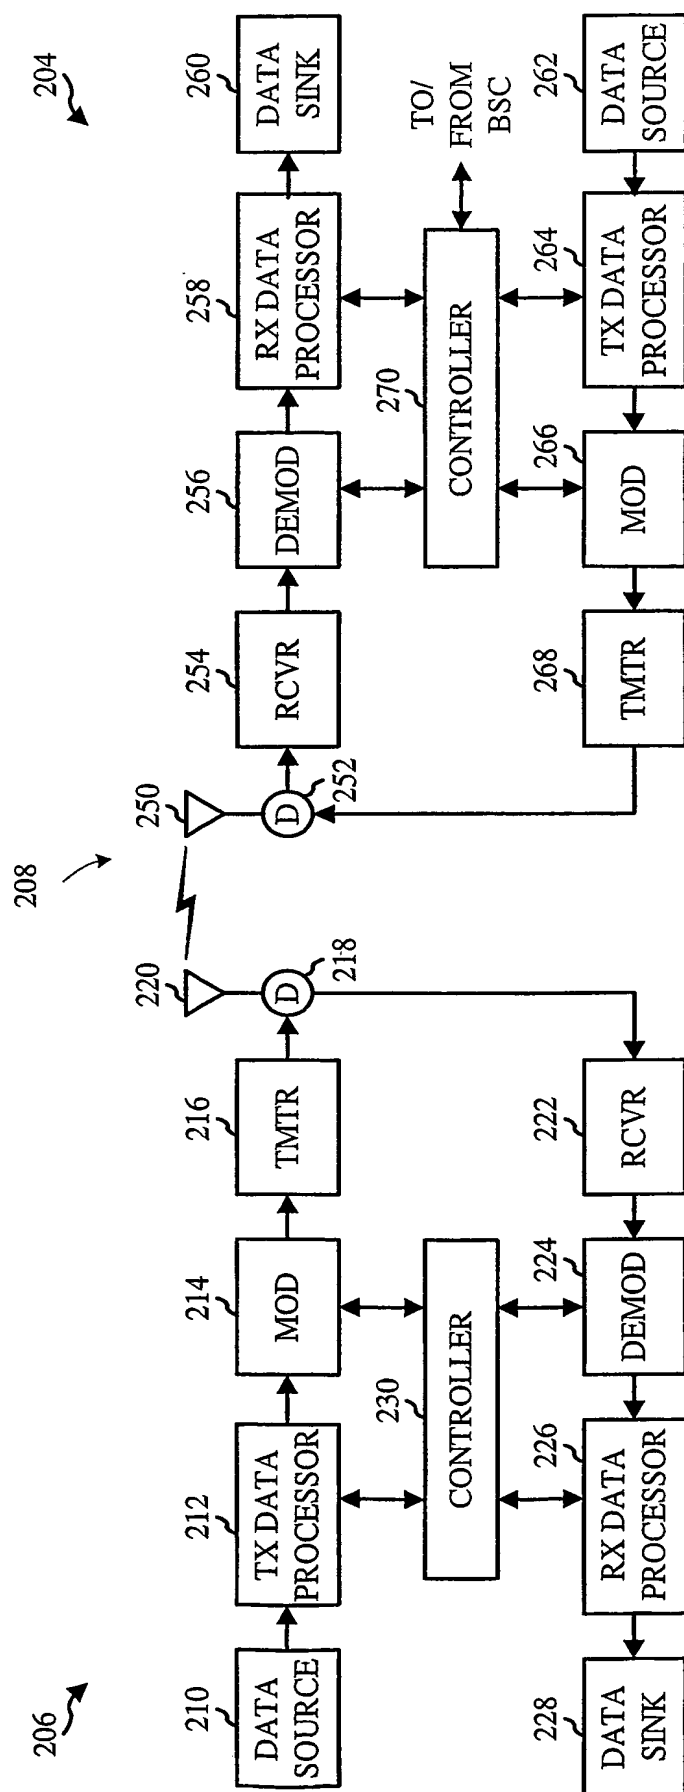 206
208
204
210
DATA
SOURCE
212
TX DATA
PROCESSOR
214
MOD
216
TMTR
220
D
218
250
D
252
254
RCVR
256
DEMOD
258
RX DATA
PROCESSOR
260
DATA
SINK
CONTROLLER
230
CONTROLLER
270
TO/
FROM
BSC
228
DATA
SINK
226
RX DATA
PROCESSOR
224
DEMOD
222
RCVR
268
TMTR
266
MOD
264
TX DATA
PROCESSOR
262
DATA
SOURCE